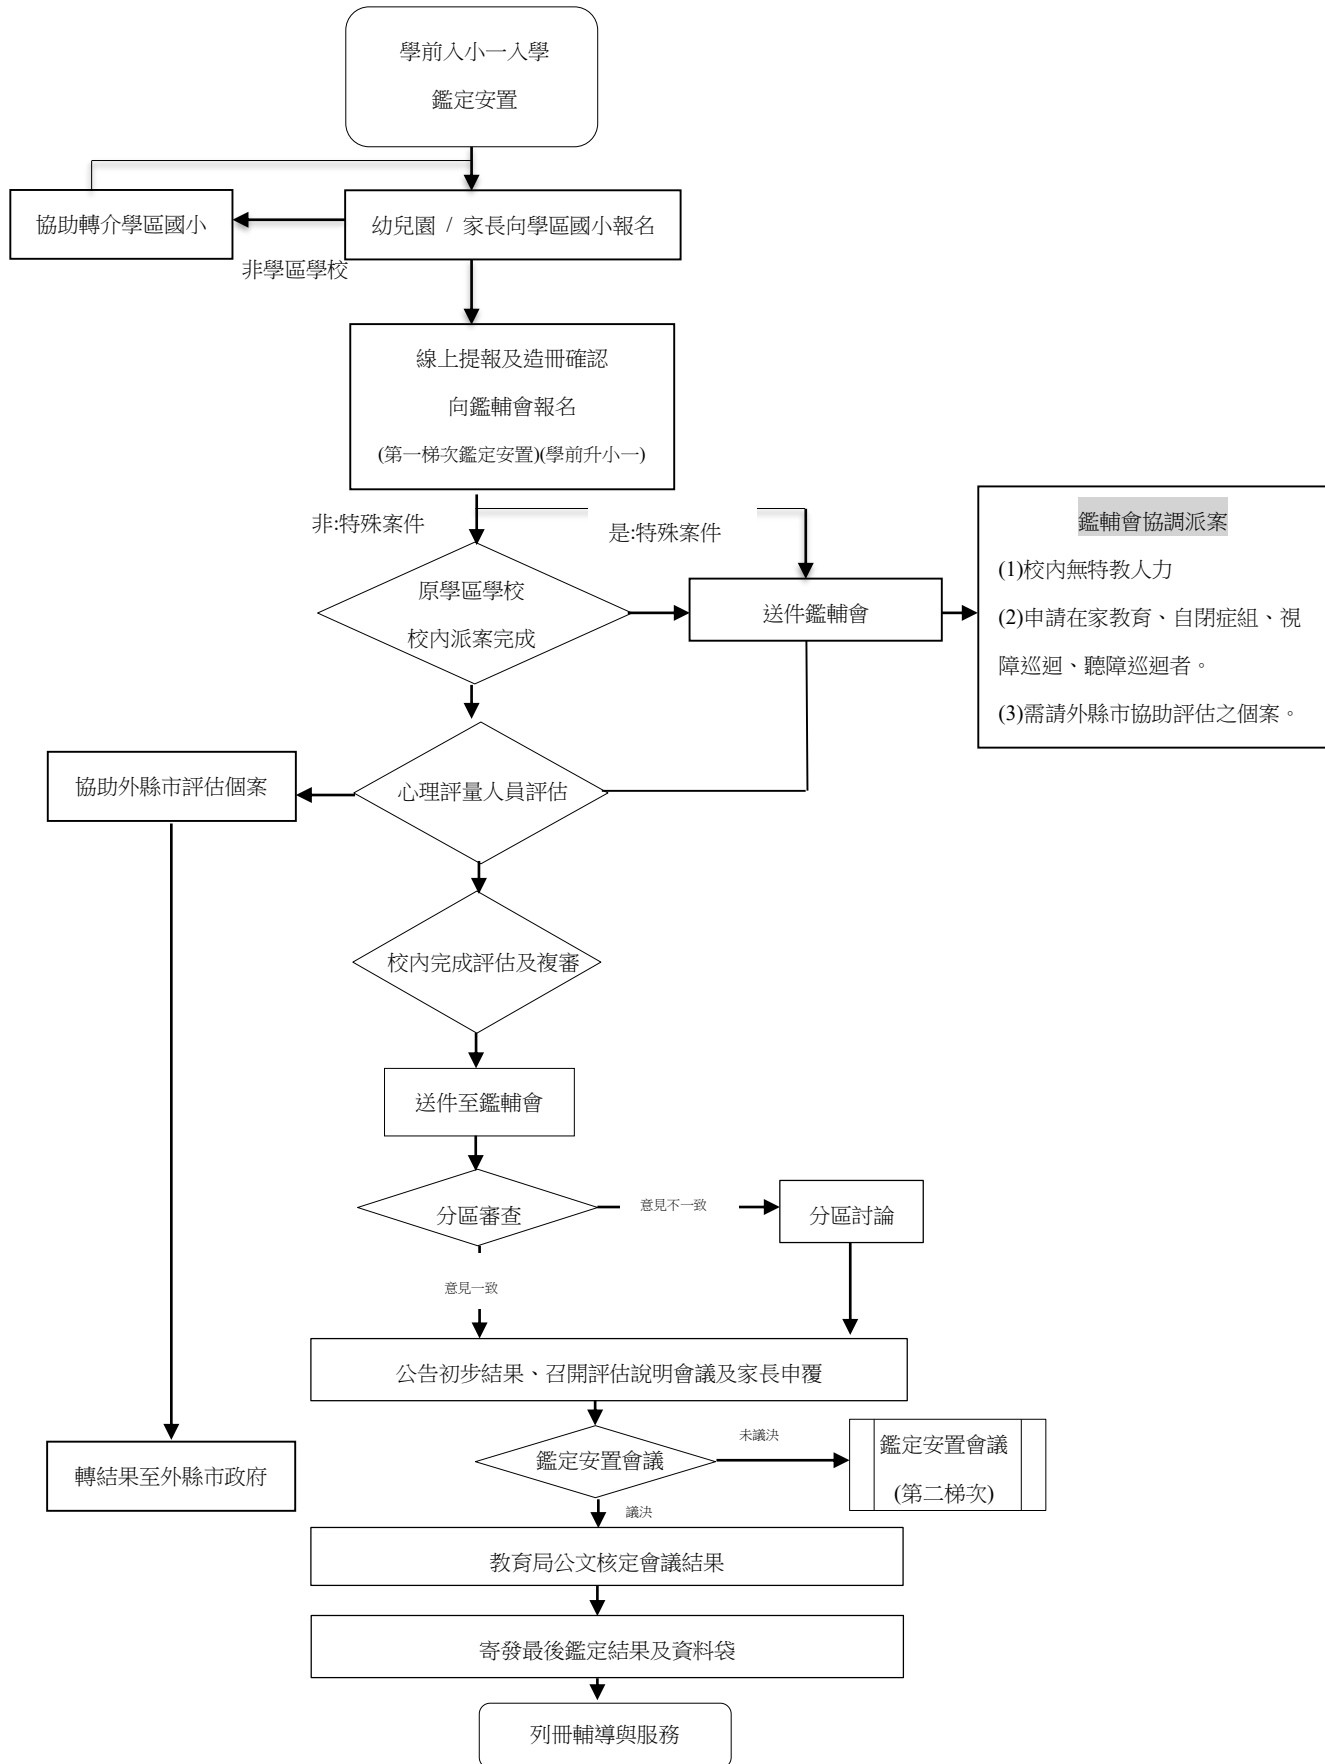 學前入小一入學
鑑定安置
協助轉介學區國小
幼兒園 / 家長向學區國小報名
非學區學校
線上提報及造冊確認
向鑑輔會報名
(第一梯次鑑定安置)(學前升小一)
非:特殊案件
是:特殊案件
原學區學校
校內派案完成
送件鑑輔會
鑑輔會協調派案
(1)校內無特教人力
(2)申請在家教育、自閉症組、視
障巡迴、聽障巡迴者。
(3)需請外縣市協助評估之個案。
協助外縣市評估個案
心理評量人員評估
校內完成評估及複審
送件至鑑輔會
分區審查
意見不一致
分區討論
意見一致
公告初步結果、召開評估說明會議及家長申覆
轉結果至外縣市政府
鑑定安置會議
未議決
鑑定安置會議
(第二梯次)
議決
教育局公文核定會議結果
寄發最後鑑定結果及資料袋
列冊輔導與服務